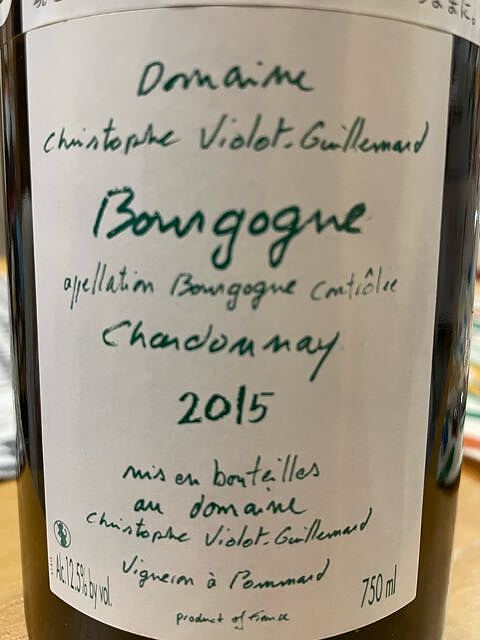 Domaine
Christophe Violot-Guillemard
Bourgogne
appellation Bourgogne Contrôlée
Chardonnay
2015
mis en bouteilles
au domaine
Christophe Violot-Guillemard
Vigneron à Pommard
Alc.12.5% by vol.
750 ml
product of France